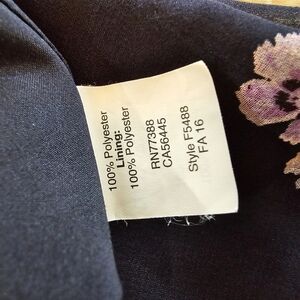 100% Polyester
Lining:
100% Polyester
RN77388
CA56445
Style F5488
FA 16